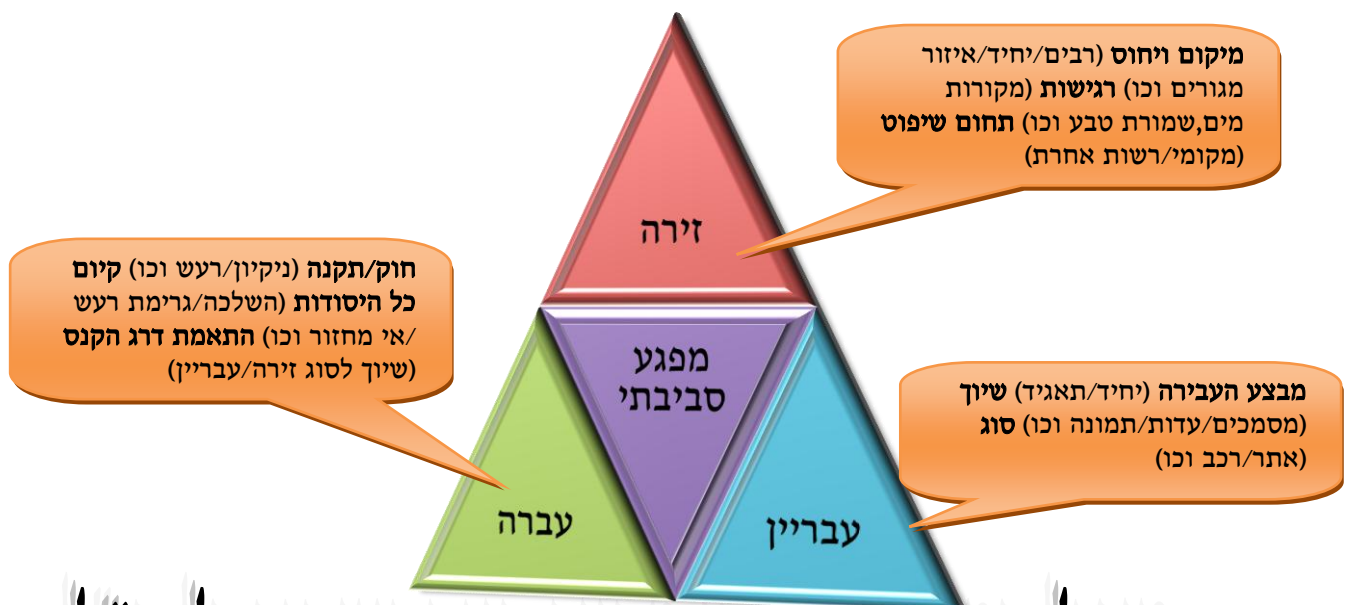 מיקום ויחוס (רבים/יחיד/איזור
מגורים וכו) רגישות (מקורות
מים,שמורת טבע וכו) תחום שיפוט
(מקומי/רשות אחרת)
זירה
חוק/תקנה (ניקיון/רעש וכו) קיום
כל היסודות (השלכה/גרימת רעש
/אי מחזור וכו) התאמת דרג הקנס
(שיוך לסוג זירה/עבריין)
מפגע
סביבתי
מבצע העבירה (יחיד/תאגיד) שיוך
(מסמכים/עדות/תמונה וכו) סוג
(אתר/רכב וכו)
עברה
עבריין